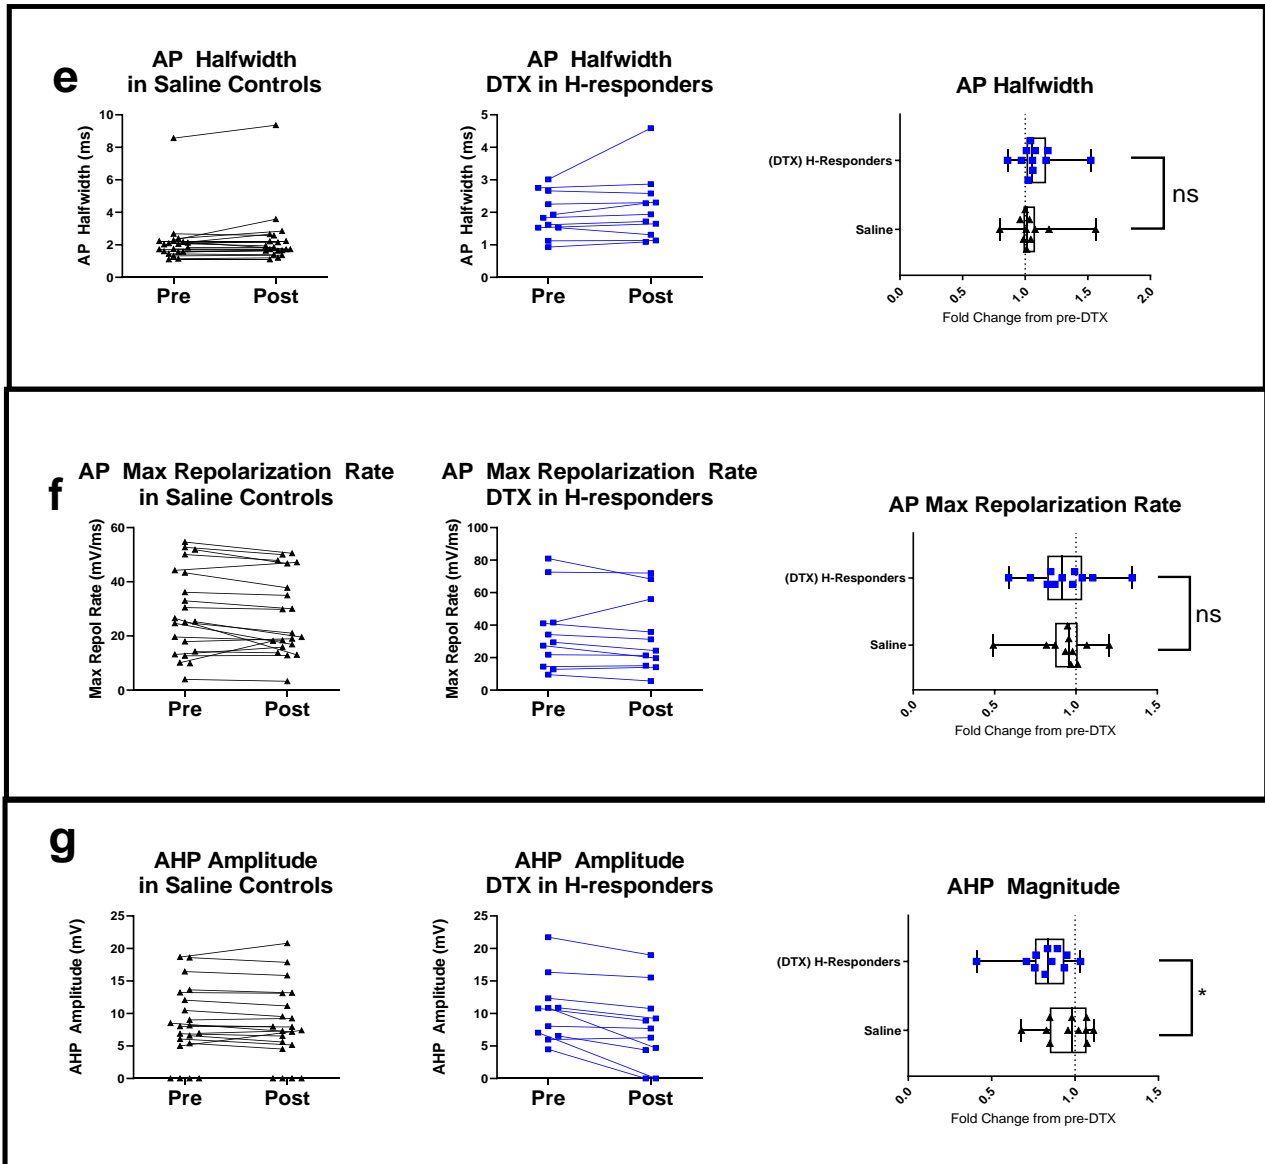 e
AP Halfwidth
in Saline Controls
AP Halfwidth (ms)
10
8
6
4
2
0
Pre
Post
AP Halfwidth
DTX in H-responders
AP Halfwidth (ms)
5
4
3
2
1
0
Pre
Post
AP Halfwidth
(DTX) H-Responders
Saline
ns
0.0
0.5
1.0
1.5
2.0
Fold Change from pre-DTX
f
AP Max Repolarization Rate
in Saline Controls
Max Repol Rate (mV/ms)
60
40
20
0
Pre
Post
AP Max Repolarization Rate
DTX in H-responders
Max Repol Rate (mV/ms)
100
80
60
40
20
0
Pre
Post
AP Max Repolarization Rate
(DTX) H-Responders
Saline
ns
0.0
0.5
1.0
1.5
Fold Change from pre-DTX
g
AHP Amplitude
in Saline Controls
AHP Amplitude (mV)
25
20
15
10
5
0
Pre
Post
AHP Amplitude
DTX in H-responders
AHP Amplitude (mV)
25
20
15
10
5
0
Pre
Post
AHP Magnitude
(DTX) H-Responders
Saline
*
0.0
0.5
1.0
1.5
Fold Change from pre-DTX